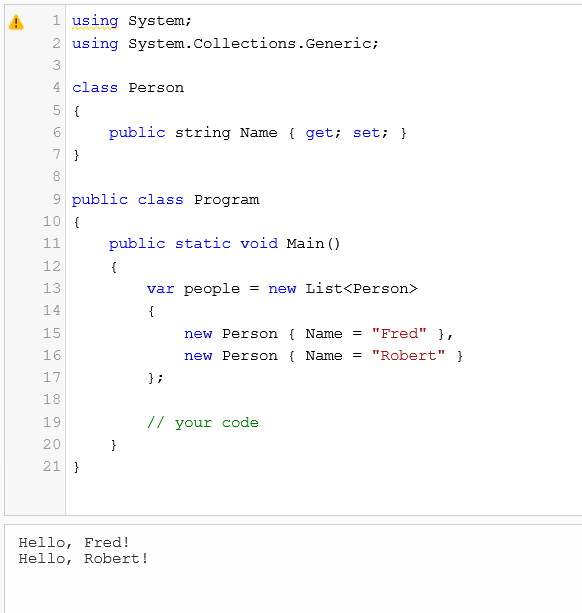 1 using System;
2 using System.Collections.Generic;
3
4 class Person
5 {
6     public string Name { get; set; }
7 }
8
9 public class Program
10 {
11     public static void Main()
12     {
13         var people = new List<Person>
14         {
15             new Person { Name = "Fred" },
16             new Person { Name = "Robert" }
17         };
18
19         // your code
20     }
21 }
Hello, Fred!
Hello, Robert!